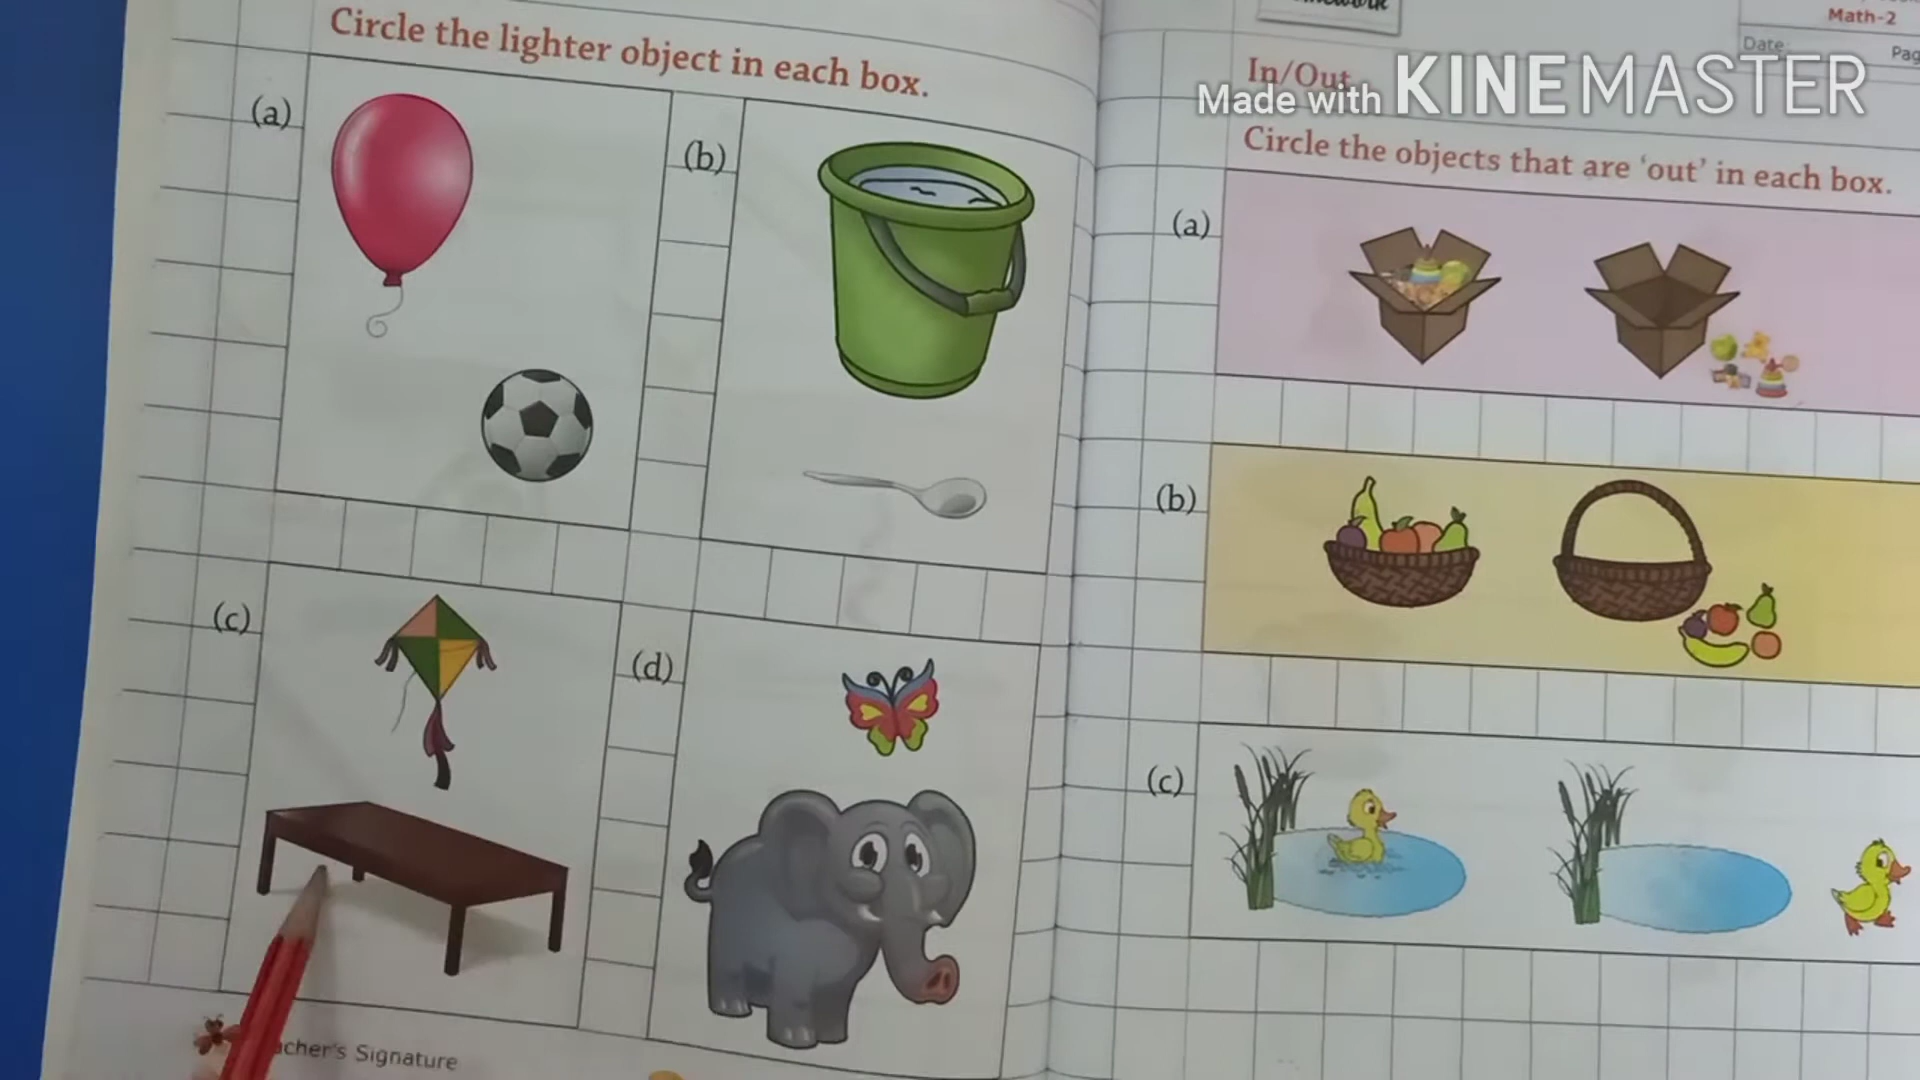 Circle the lighter object in each box.
(a)
(b)
(c)
(d)
Teacher's Signature
Math-2
Date:
In/Out
Made with KINEMASTER
Circle the objects that are ‘out’ in each box.
(a)
(b)
(c)